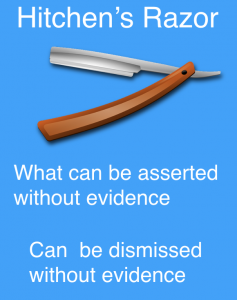 Hitchen's Razor
What can be asserted
without evidence
Can  be dismissed
without evidence